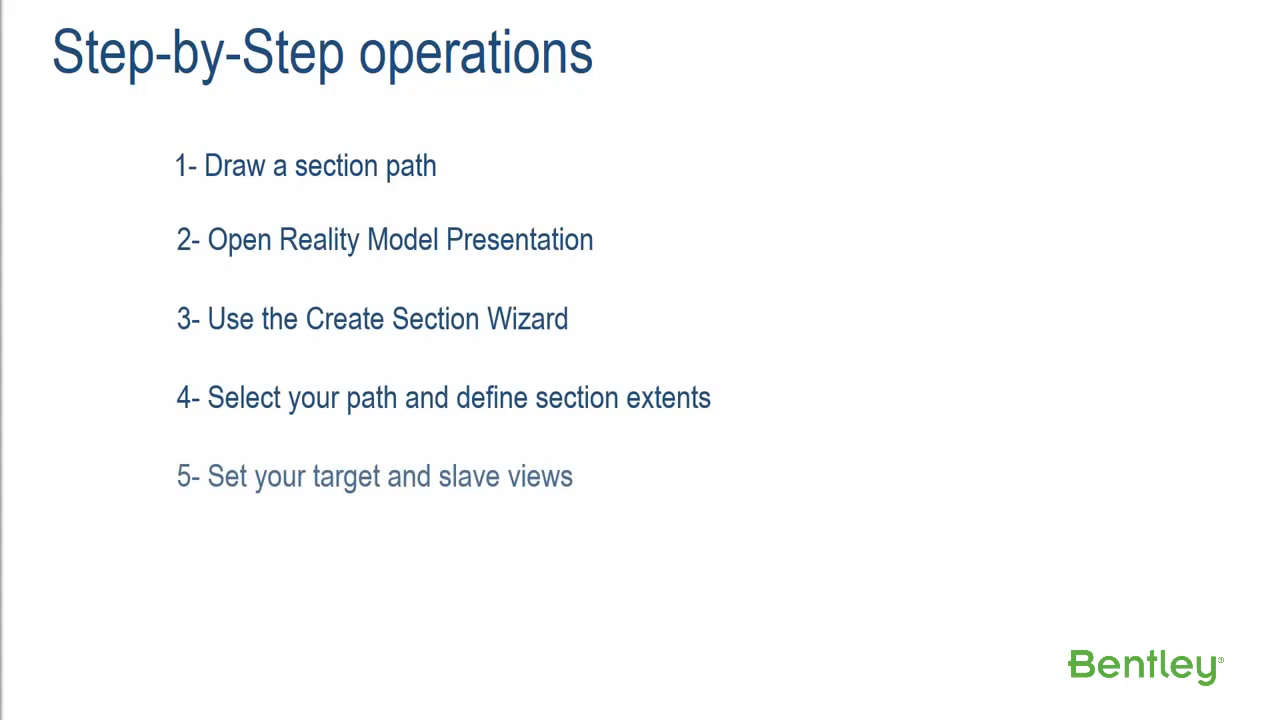 Step-by-Step operations
1- Draw a section path
2- Open Reality Model Presentation
3- Use the Create Section Wizard
4- Select your path and define section extents
5- Set your target and slave views
Bentley®